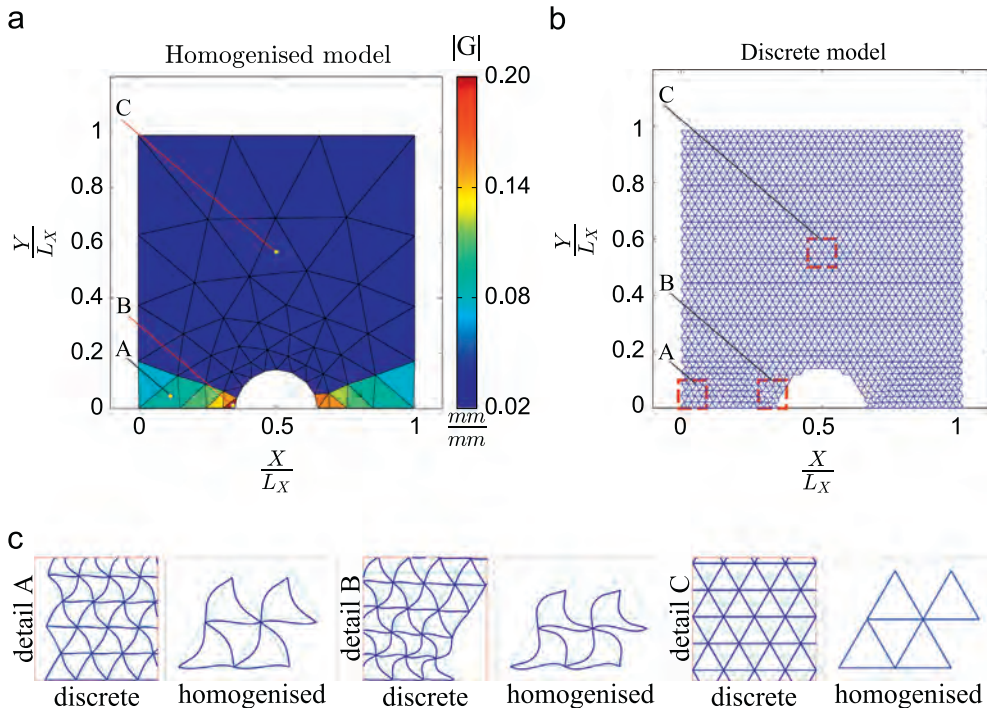 a
Homogenised model
|G|
C
B
A
1
0.8
0.6
0.4
0.2
0
Y
L_X
0
0.5
1
X
L_X
0.20
0.14
0.08
0.02
mm
mm
b
Discrete model
C
B
A
1
0.8
0.6
0.4
0.2
0
Y
L_X
0
0.5
1
X
L_X
c
detail A
discrete
homogenised
detail B
discrete
homogenised
detail C
discrete
homogenised